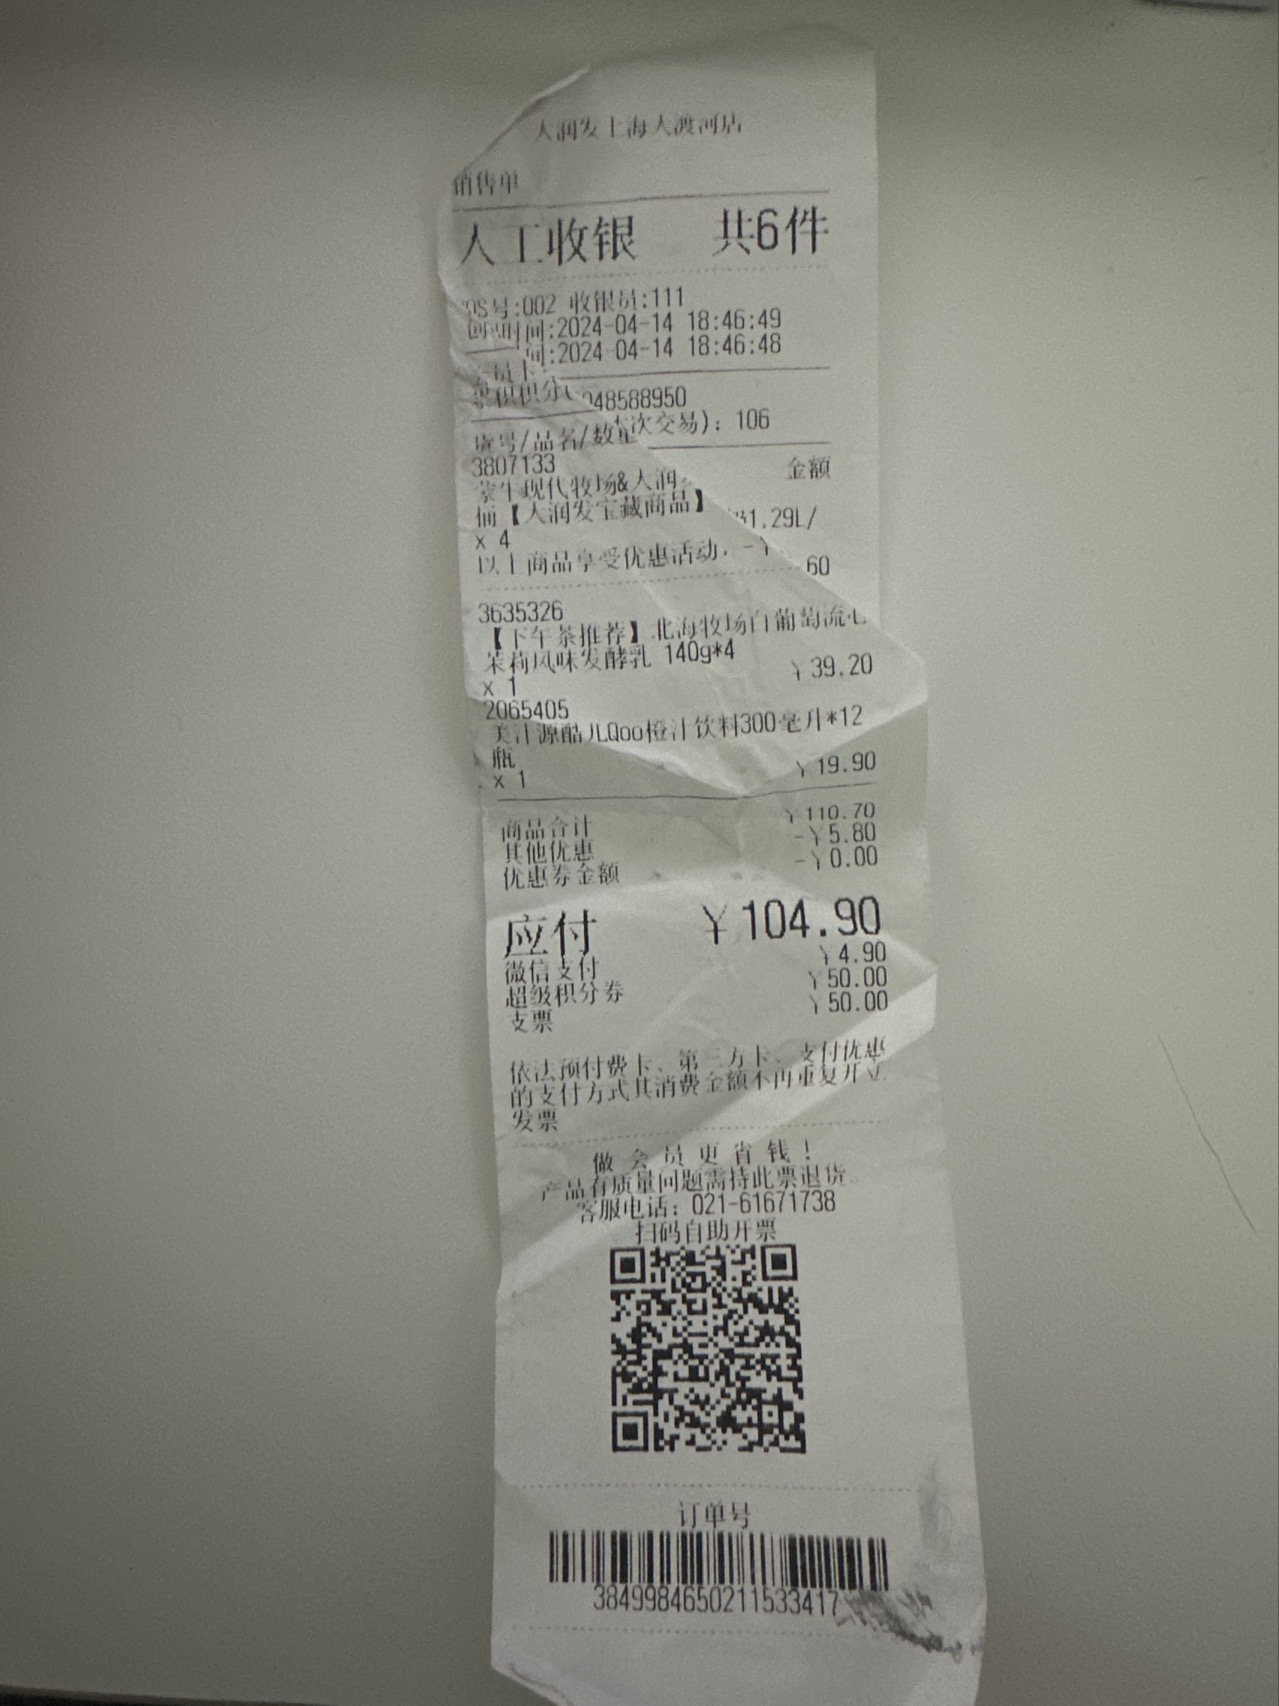 大润发上海大渡河店
销售单
人工收银 共6件
POS号:002 收银员:111
时间:2024-04-14 18:46:49
间:2024-04-14 18:46:48
员卡:
累积积分( 048588950
本次交易): 106
货号/品名/数量
金额
3807133
蒙牛现代牧场&大润
1.29L/
桶【大润发宝藏商品】
x 4
以上商品享受优惠活动,-¥
60
3635326
【下午茶推荐】北海牧场白葡萄流心
茉莉风味发酵乳 140g*4
x 1 ¥39.20
2065405
美汁源酷儿Qoo橙汁饮料300毫升*12
瓶
x 1 ¥19.90
商品合计 ¥110.70
其他优惠 -¥5.80
优惠券金额 -¥0.00
应付 ¥104.90
微信支付 ¥4.90
超级积分券 ¥50.00
支票 ¥50.00
依法预付费卡、第三方卡、支付优惠
的支付方式其消费金额不再重复开立
发票
做会员更省钱!
产品有质量问题需持此票退货。
客服电话: 021-61671738
扫码自助开票
订单号
3849984650211533417